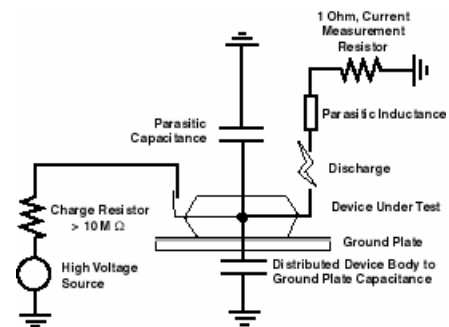 1 Ohm, Current
Measurement
Resistor
Parasitic
Capacitance
Parasitic Inductance
Discharge
Charge Resistor
> 10 M Ω
Device Under Test
Ground Plate
High Voltage
Source
Distributed Device Body to
Ground Plate Capacitance